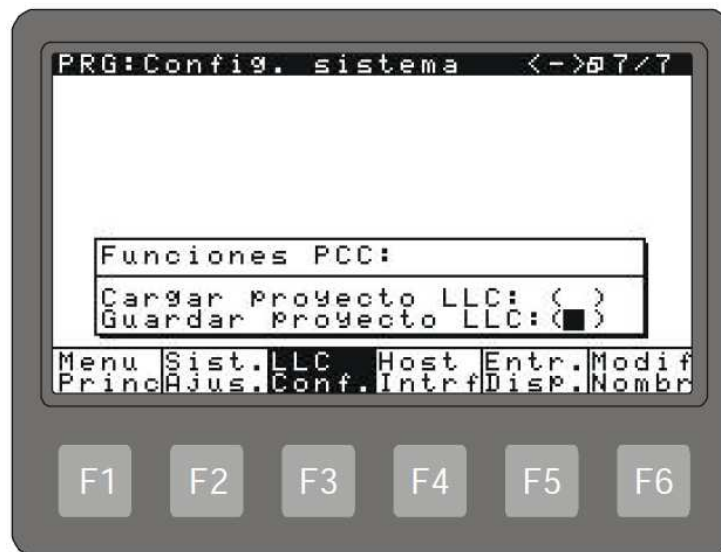 PRG:Config. sistema <->🗗7/7
Funciones PCC:
Cargar proyecto LLC: ( )
Guardar proyecto LLC:(■)
Menu Sist. LLC Host Entr. Modif
Princ Ajus. Conf. Intrf Disp. Nombr
F1 F2 F3 F4 F5 F6